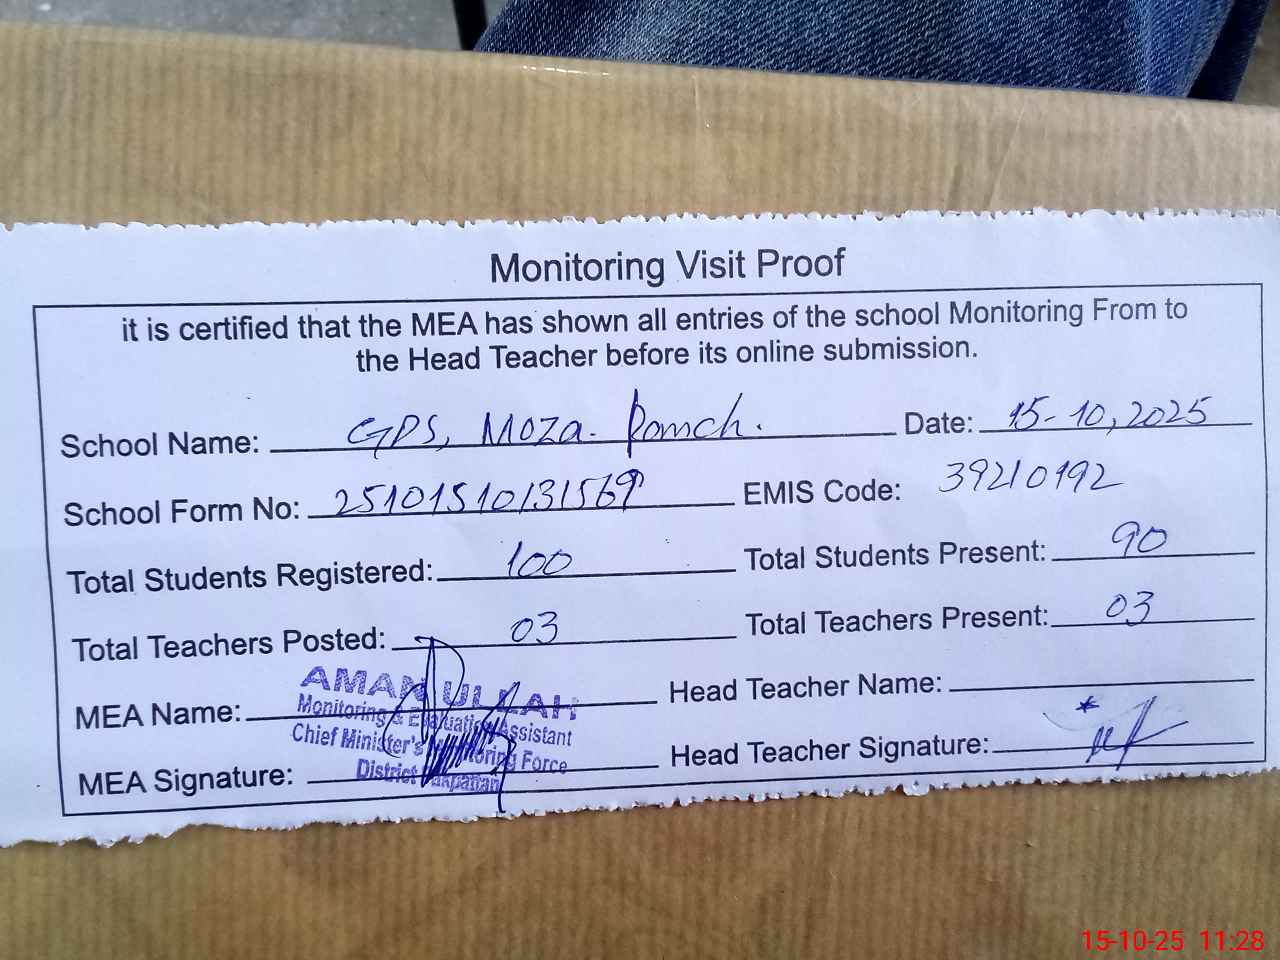 Monitoring Visit Proof
it is certified that the MEA has shown all entries of the school Monitoring From to
the Head Teacher before its online submission.
School Name: GPS, Moza. Ramch. Date: 15-10,2025
School Form No: 25101510131569 EMIS Code: 39210192
Total Students Registered: 100 Total Students Present: 90
Total Teachers Posted: 03 Total Teachers Present: 03
MEA Name: AMAN ULLAH Head Teacher Name:
Monitoring & Evaluation Assistant
Chief Minister's Monitoring Force
District Pakpattan
MEA Signature: Head Teacher Signature:
15-10-25 11:28